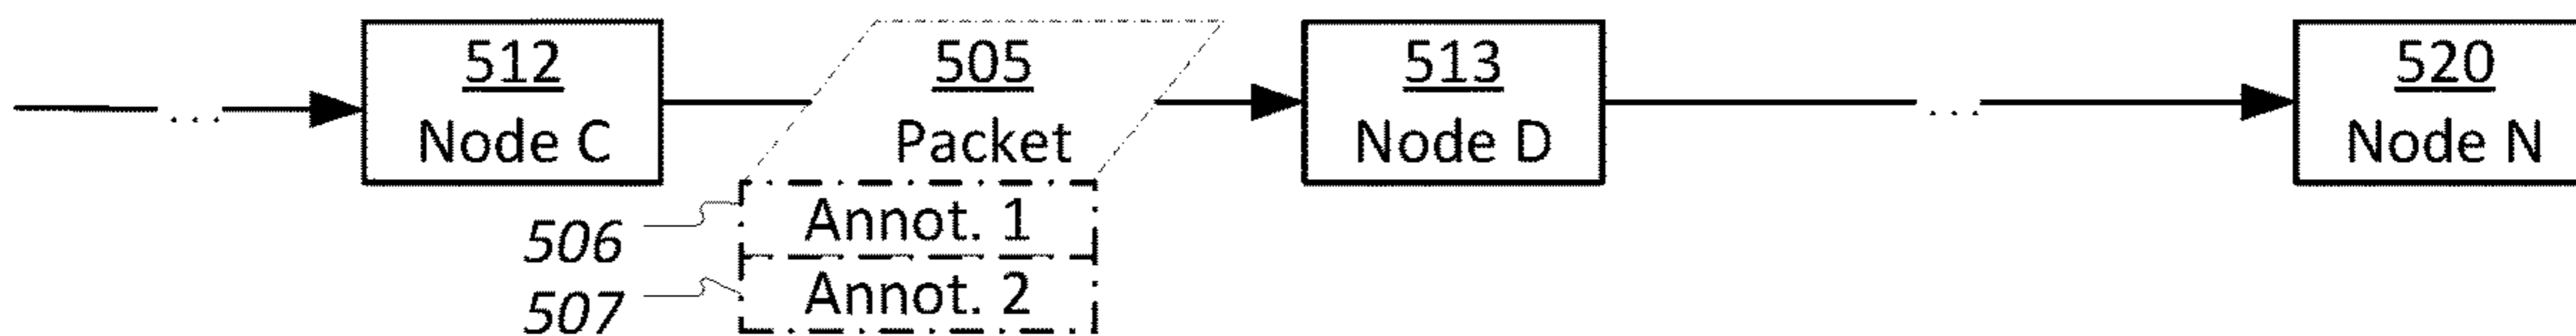 512
Node C
505
Packet
513
Node D
520
Node N
...
...
506
Annot. 1
507
Annot. 2